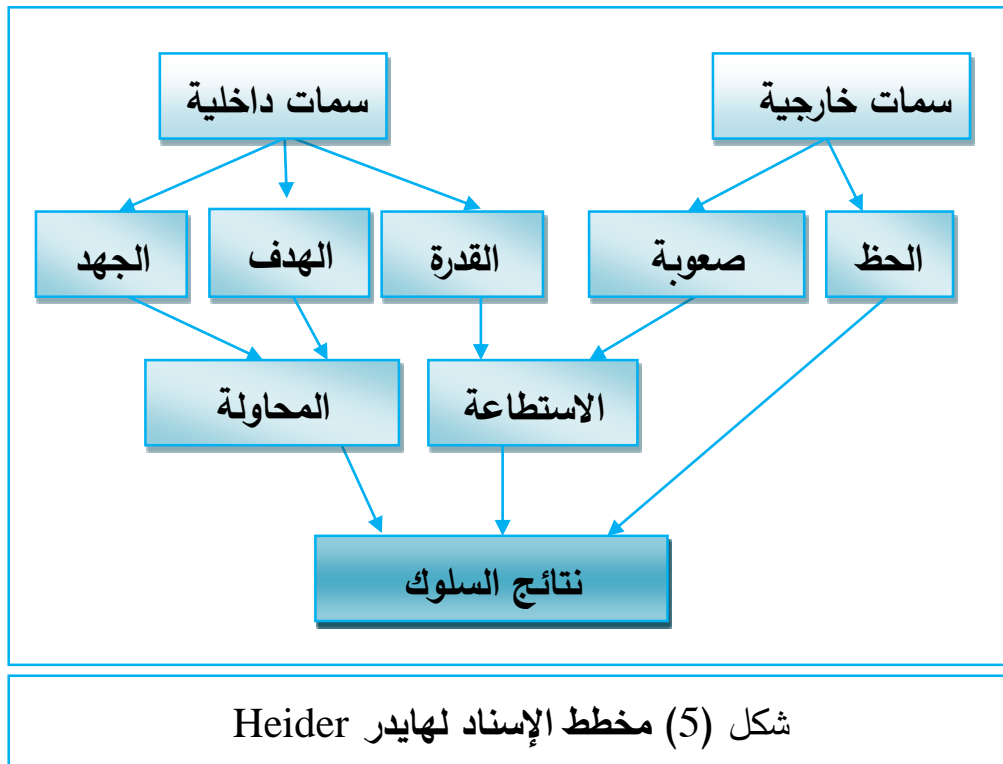 سمات خارجية
سمات داخلية
الحظ
صعوبة
القدرة
الهدف
الجهد
الاستطاعة
المحاولة
نتائج السلوك
شكل (5) مخطط الإسناد لهايدر Heider